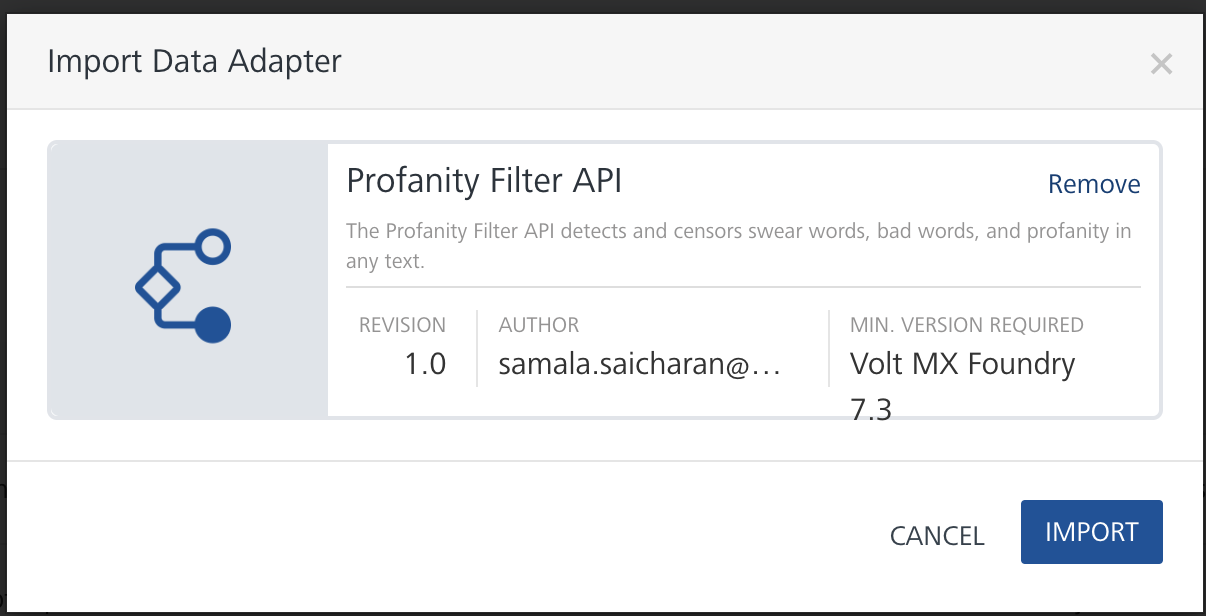 Import Data Adapter
Profanity Filter API
Remove
The Profanity Filter API detects and censors swear words, bad words, and profanity in
any text.
REVISION
1.0
AUTHOR
samala.saicharan@...
MIN. VERSION REQUIRED
Volt MX Foundry
7.3
CANCEL
IMPORT